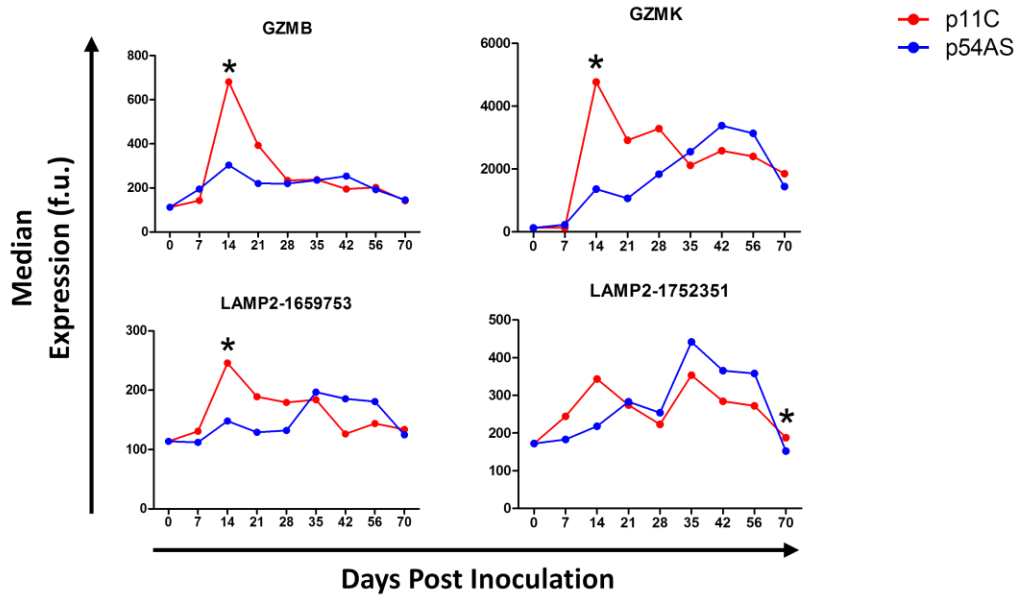 GZMB
GZMK
p11C
p54AS
Median
Expression (f.u.)
800
600
400
200
0
*
0 7 14 21 28 35 42 56 70
6000
4000
2000
0
*
0 7 14 21 28 35 42 56 70
LAMP2-1659753
300
200
100
0
*
0 7 14 21 28 35 42 56 70
LAMP2-1752351
500
400
300
200
100
0
*
0 7 14 21 28 35 42 56 70
Days Post Inoculation